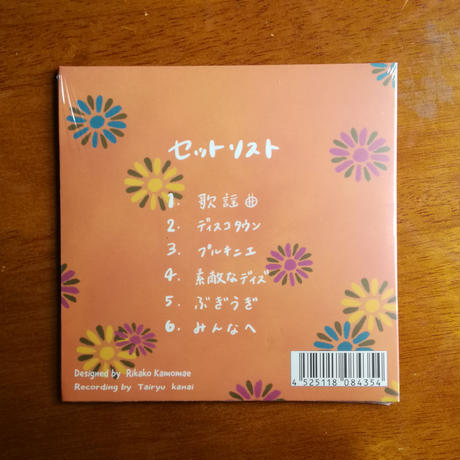 セットリスト
1. 歌謡曲
2. ディスコタウン
3. プルキニエ
4. 素敵なディズ
5. ぶぎうぎ
6. みんなへ
Designed by Rikako Kamomae
Recording by Tairyu kanai
4 525118 084354